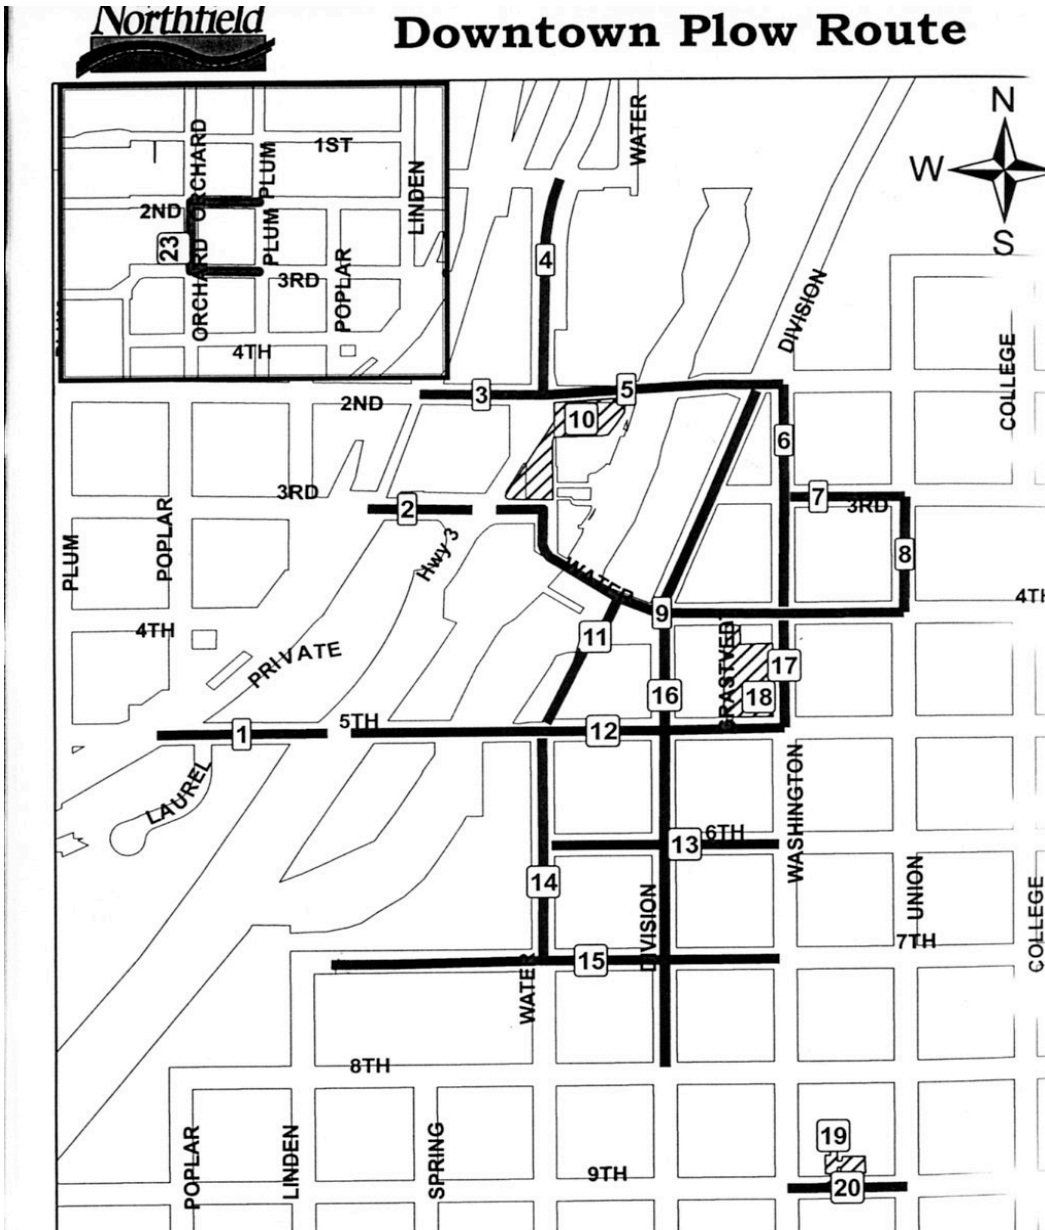 Northfield
Downtown Plow Route
N
W
S
1ST
ORCHARD
PLUM
LINDEN
2ND
23
ORCHARD
PLUM
3RD
POPLAR
4TH
WATER
4
DIVISION
COLLEGE
2ND
3
5
10
6
3RD
2
7
3RD
8
PLUM
POPLAR
Hwy 3
WATER
4TH
4TH
9
11
PRIVATE
GRASTVEDT
17
16
18
1
5TH
12
LAUREL
WASHINGTON
13
6TH
14
DIVISION
UNION
COLLEGE
7TH
15
WATER
8TH
POPLAR
LINDEN
SPRING
9TH
19
20